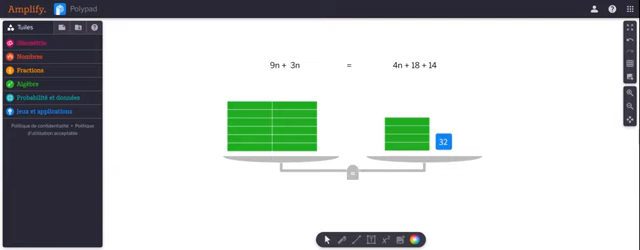 Amplify. Polypad
Tuiles
Géométrie
Nombres
Fractions
Algèbre
Probabilité et données
Jeux et applications
Politique de confidentialité • Politique
d'utilisation acceptable
9n + 3n = 4n + 18 + 14
32